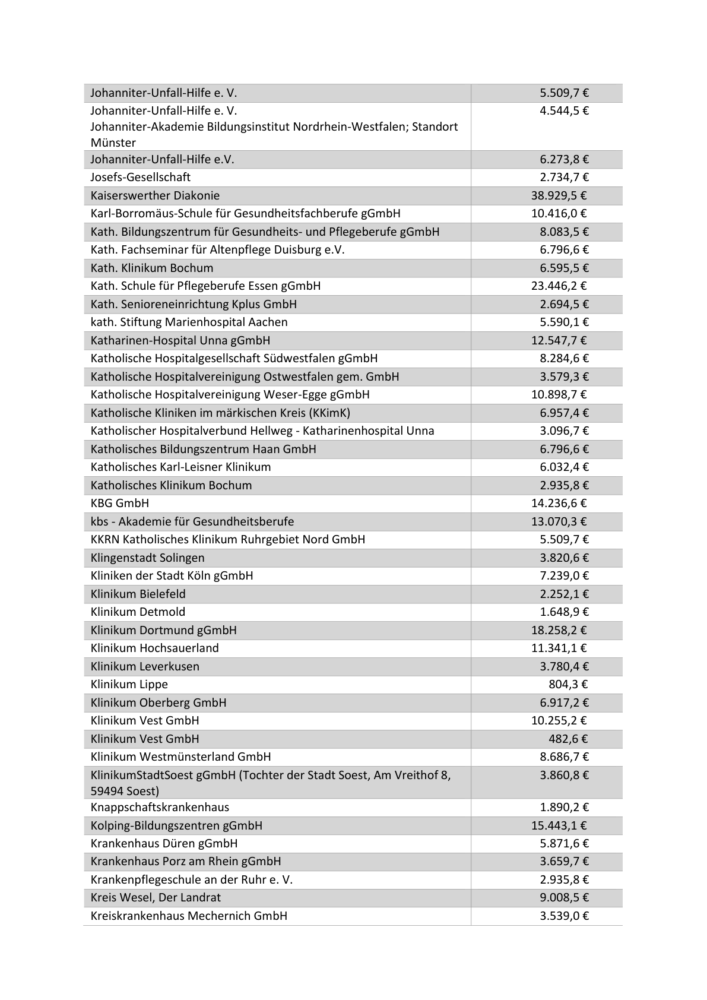 Johanniter-Unfall-Hilfe e. V. 5.509,7 €
Johanniter-Unfall-Hilfe e. V. 4.544,5 €
Johanniter-Akademie Bildungsinstitut Nordrhein-Westfalen; Standort
Münster
Johanniter-Unfall-Hilfe e.V. 6.273,8 €
Josefs-Gesellschaft 2.734,7 €
Kaiserswerther Diakonie 38.929,5 €
Karl-Borromäus-Schule für Gesundheitsfachberufe gGmbH 10.416,0 €
Kath. Bildungszentrum für Gesundheits- und Pflegeberufe gGmbH 8.083,5 €
Kath. Fachseminar für Altenpflege Duisburg e.V. 6.796,6 €
Kath. Klinikum Bochum 6.595,5 €
Kath. Schule für Pflegeberufe Essen gGmbH 23.446,2 €
Kath. Senioreneinrichtung Kplus GmbH 2.694,5 €
kath. Stiftung Marienhospital Aachen 5.590,1 €
Katharinen-Hospital Unna gGmbH 12.547,7 €
Katholische Hospitalgesellschaft Südwestfalen gGmbH 8.284,6 €
Katholische Hospitalvereinigung Ostwestfalen gem. GmbH 3.579,3 €
Katholische Hospitalvereinigung Weser-Egge gGmbH 10.898,7 €
Katholische Kliniken im märkischen Kreis (KKimK) 6.957,4 €
Katholischer Hospitalverbund Hellweg - Katharinenhospital Unna 3.096,7 €
Katholisches Bildungszentrum Haan GmbH 6.796,6 €
Katholisches Karl-Leisner Klinikum 6.032,4 €
Katholisches Klinikum Bochum 2.935,8 €
KBG GmbH 14.236,6 €
kbs - Akademie für Gesundheitsberufe 13.070,3 €
KKRN Katholisches Klinikum Ruhrgebiet Nord GmbH 5.509,7 €
Klingenstadt Solingen 3.820,6 €
Kliniken der Stadt Köln gGmbH 7.239,0 €
Klinikum Bielefeld 2.252,1 €
Klinikum Detmold 1.648,9 €
Klinikum Dortmund gGmbH 18.258,2 €
Klinikum Hochsauerland 11.341,1 €
Klinikum Leverkusen 3.780,4 €
Klinikum Lippe 804,3 €
Klinikum Oberberg GmbH 6.917,2 €
Klinikum Vest GmbH 10.255,2 €
Klinikum Vest GmbH 482,6 €
Klinikum Westmünsterland GmbH 8.686,7 €
KlinikumStadtSoest gGmbH (Tochter der Stadt Soest, Am Vreithof 8, 3.860,8 €
59494 Soest)
Knappschaftskrankenhaus 1.890,2 €
Kolping-Bildungszentren gGmbH 15.443,1 €
Krankenhaus Düren gGmbH 5.871,6 €
Krankenhaus Porz am Rhein gGmbH 3.659,7 €
Krankenpflegeschule an der Ruhr e. V. 2.935,8 €
Kreis Wesel, Der Landrat 9.008,5 €
Kreiskrankenhaus Mechernich GmbH 3.539,0 €